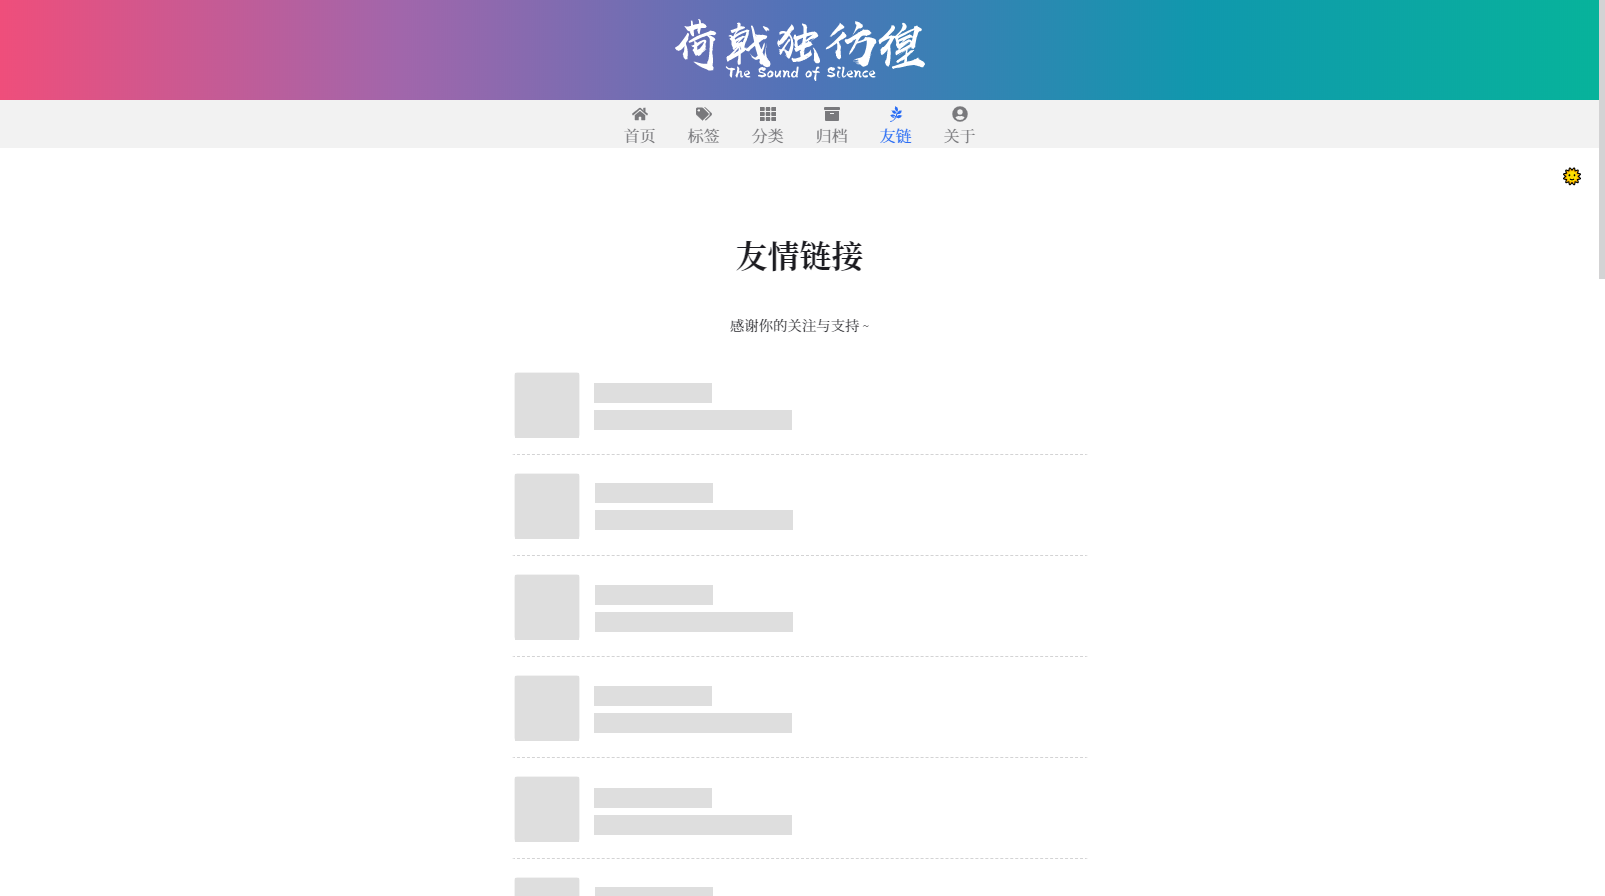 荷戟独彷徨
The Sound of Silence
首页 标签 分类 归档 友链 关于
友情链接
感谢你的关注与支持 ~